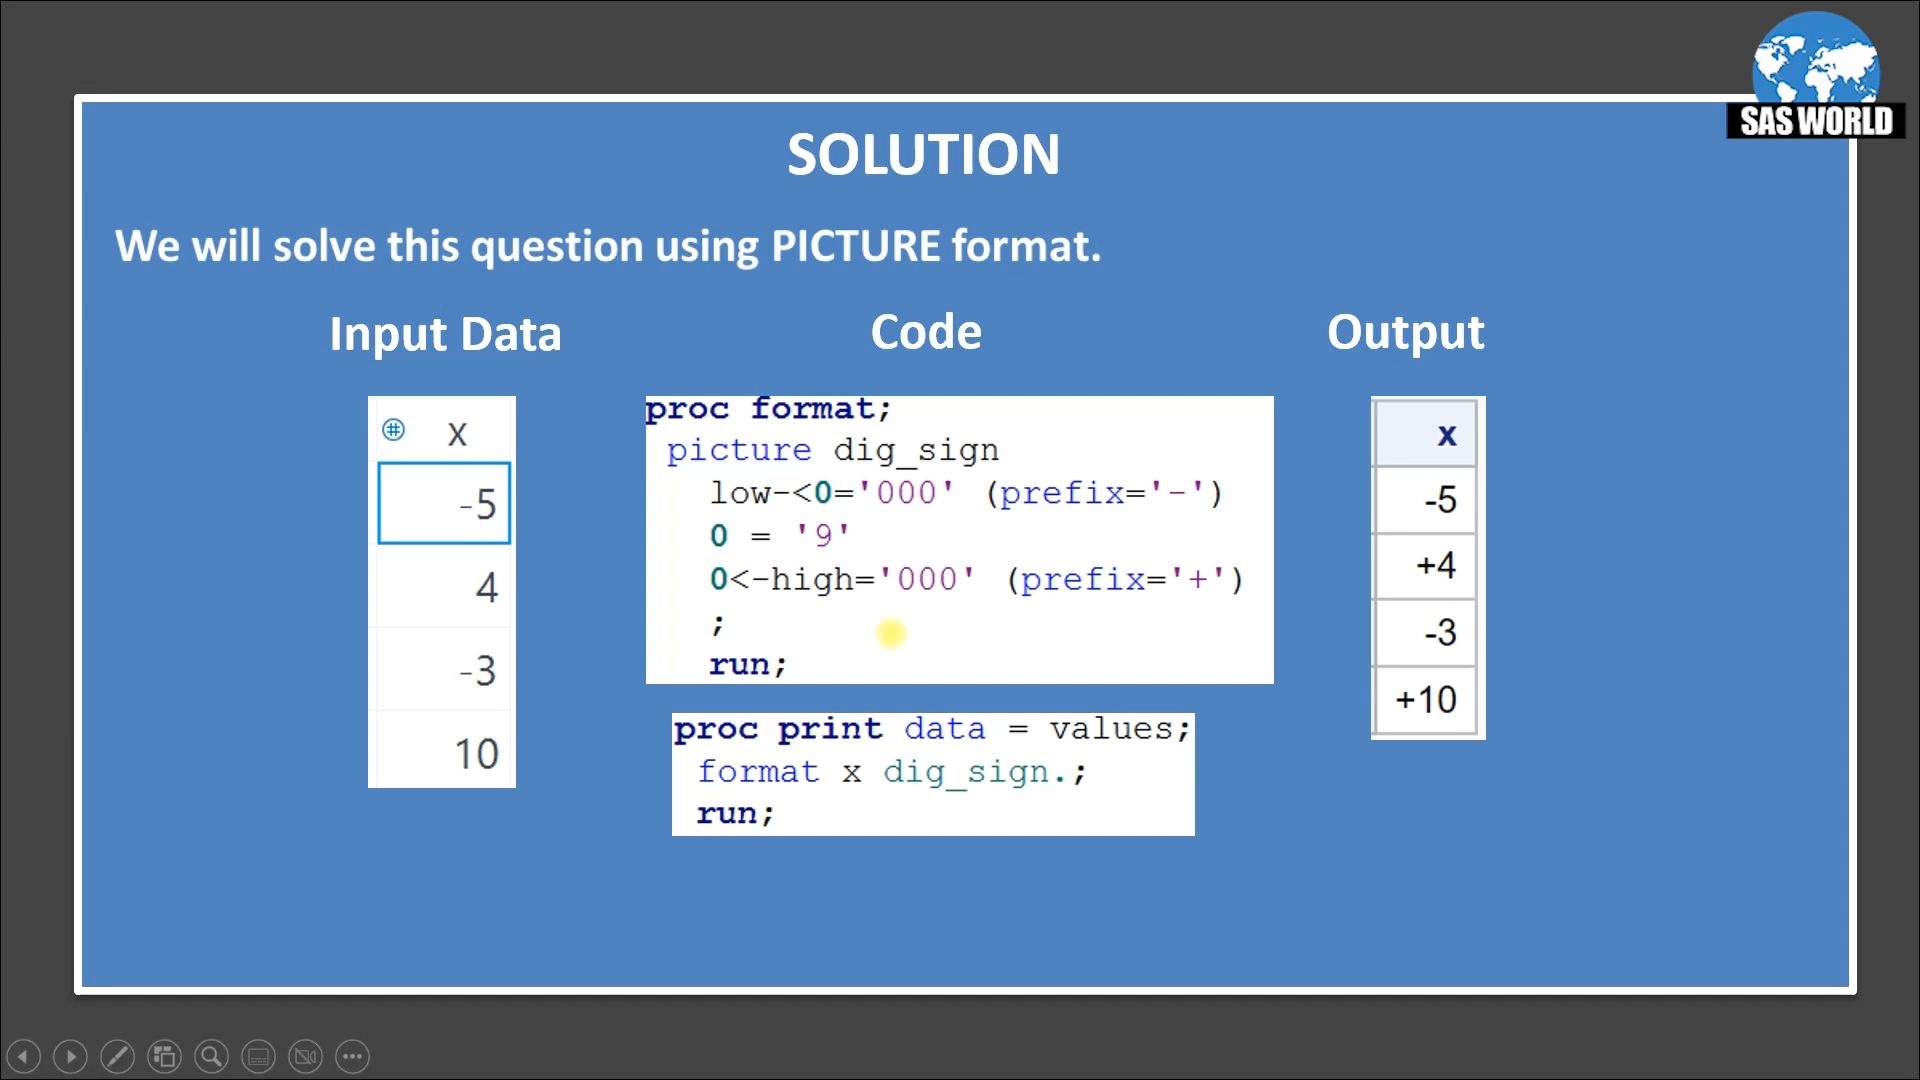 SAS WORLD
SOLUTION
We will solve this question using PICTURE format.
Input Data
Code
Output
x
-5
4
-3
10
proc format;
picture dig_sign
low-<0='000' (prefix='-')
0 = '9'
0<-high='000' (prefix='+')
;
run;
proc print data = values;
format x dig_sign.;
run;
x
-5
+4
-3
+10